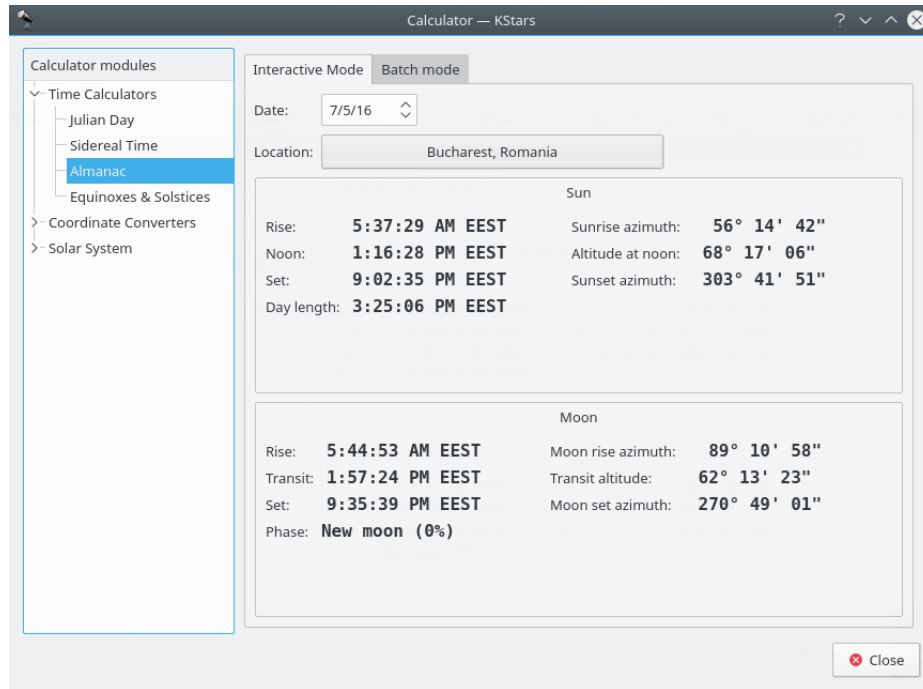 Calculator — KStars
Calculator modules
Time Calculators
Julian Day
Sidereal Time
Almanac
Equinoxes & Solstices
Coordinate Converters
Solar System
Interactive Mode Batch mode
Date: 7/5/16
Location: Bucharest, Romania
Sun
Rise: 5:37:29 AM EEST Sunrise azimuth: 56° 14' 42"
Noon: 1:16:28 PM EEST Altitude at noon: 68° 17' 06"
Set: 9:02:35 PM EEST Sunset azimuth: 303° 41' 51"
Day length: 3:25:06 PM EEST
Moon
Rise: 5:44:53 AM EEST Moon rise azimuth: 89° 10' 58"
Transit: 1:57:24 PM EEST Transit altitude: 62° 13' 23"
Set: 9:35:39 PM EEST Moon set azimuth: 270° 49' 01"
Phase: New moon (0%)
Close